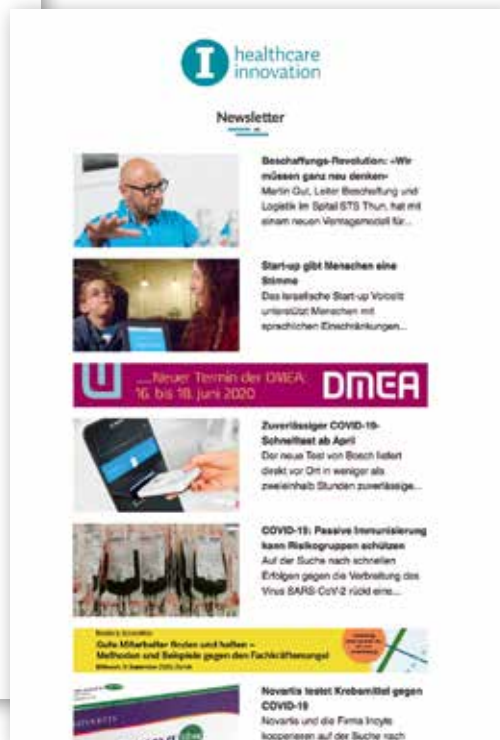 I
healthcare
innovation
Newsletter
Beschaffungs-Revolution: «Wir
müssen ganz neu denken»
Martin Gut, Leiter Beschaffung und
Logistik im Spital STS Thun, hat mit
einem neuen Vertragsmodell für...
Start-up gibt Menschen eine
Stimme
Das israelische Start-up Voiceitt
unterstützt Menschen mit
sprachlichen Einschränkungen...
Neuer Termin der DMEA:
16. bis 18. Juni 2020
DMEA
Zuverlässiger COVID-19-
Schnelltest ab April
Der neue Test von Bosch liefert
direkt vor Ort in weniger als
zweieinhalb Stunden zuverlässige...
COVID-19: Passive Immunisierung
kann Risikogruppen schützen
Auf der Suche nach schnellen
Erfolgen gegen die Verbreitung des
Virus SARS-CoV-2 rückt eine...
Gute Mitarbeiter finden und halten –
Methoden und Beispiele gegen den Fachkräftemangel
Novartis testet Krebsmittel gegen
COVID-19
Novartis und die Firma Incyte
kooperieren auf der Suche nach